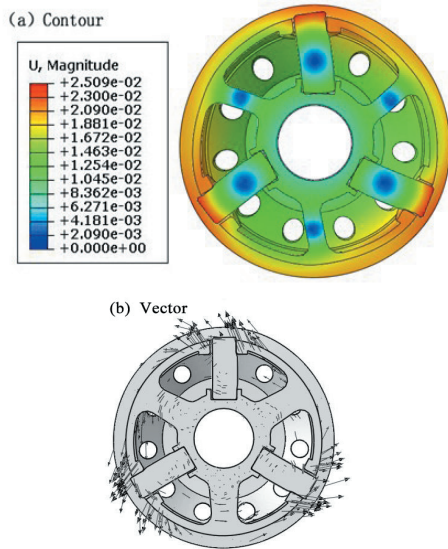 (a) Contour
U, Magnitude
+2.509e-02
+2.300e-02
+2.090e-02
+1.881e-02
+1.672e-02
+1.463e-02
+1.254e-02
+1.045e-02
+8.362e-03
+6.271e-03
+4.181e-03
+2.090e-03
+0.000e+00
(b) Vector